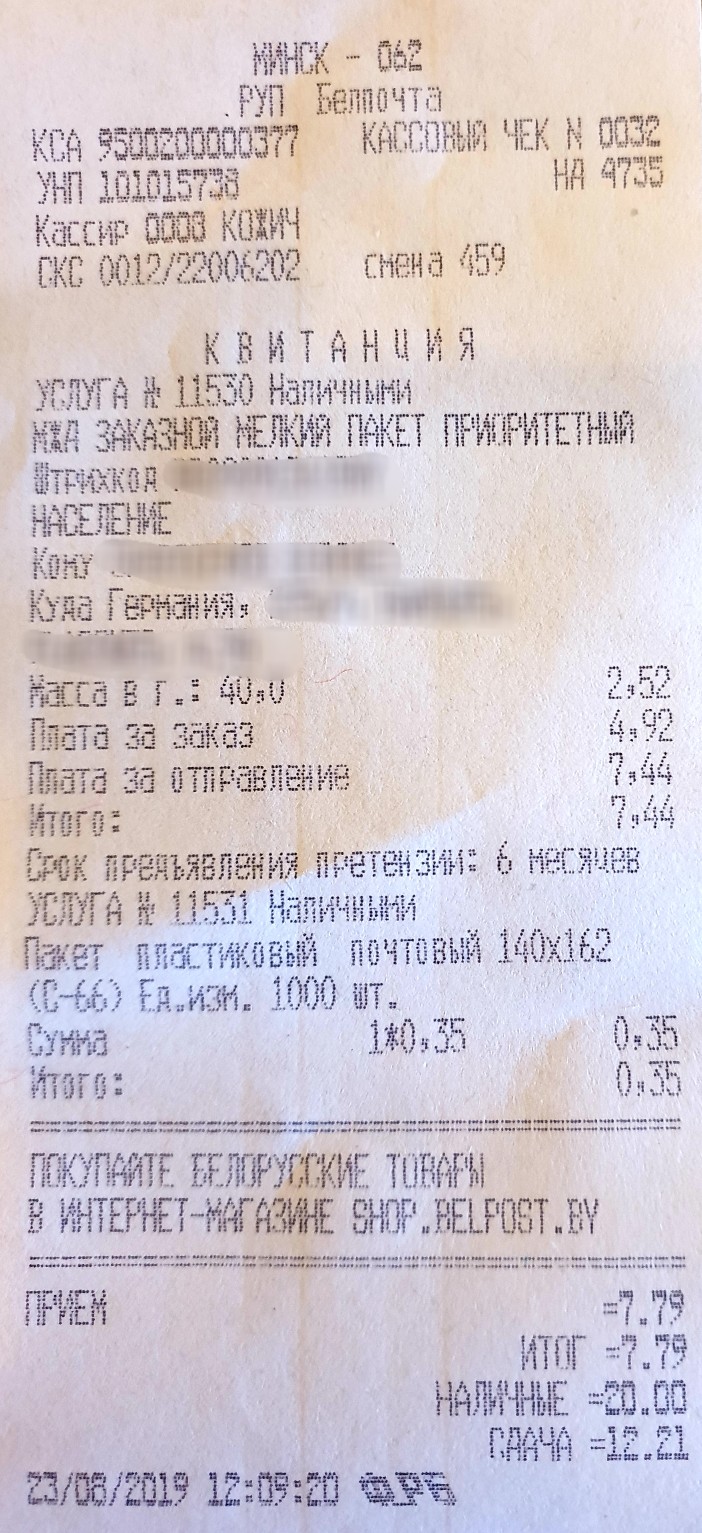 МИНСК - 062
РУП Белпочта
КСА 9500200000377 КАССОВЫЙ ЧЕК N 0032
УНП 101015738 НА 4735
Кассир 0008 КОЖИЧ
СКС 0012/22006202 смена 459
КВИТАНЦИЯ
УСЛУГА № 11530 Наличными
МЖД ЗАКАЗНОЙ МЕЛКИЙ ПАКЕТ ПРИОРИТЕТНЫЙ
ШТРИХКОД
НАСЕЛЕНИЕ
Кому
Куда Германия,
Масса в г.: 40,0 2,52
Плата за заказ 4,92
Плата за отправление 7,44
Итого: 7,44
Срок предъявления претензии: 6 месяцев
УСЛУГА № 11531 Наличными
Пакет пластиковый почтовый 140x162
(С-66) Ед.изм. 1000 шт.
Сумма 1*0,35 0,35
Итого: 0,35
ПОКУПАЙТЕ БЕЛОРУССКИЕ ТОВАРЫ
В ИНТЕРНЕТ-МАГАЗИНЕ SHOP.BELPOST.BY
ПРИЕМ =7.79
ИТОГ =7.79
НАЛИЧНЫЕ =20.00
СДАЧА =12.21
23/08/2019 12:09:20